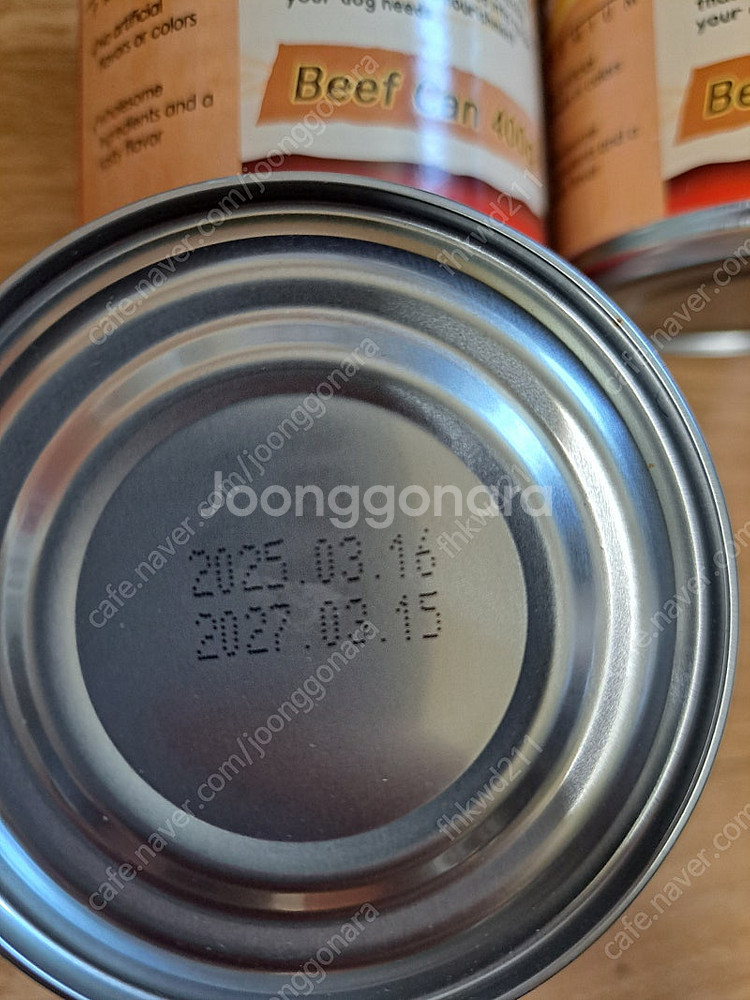 your dog needs
no artificial
flavors or colors
Beef Can 400g
ingredients and a
tasty flavor
your
Be
Joonggonara
2025.03.16
2027.03.15
cafe.naver.com/joonggonara
fhkwd211